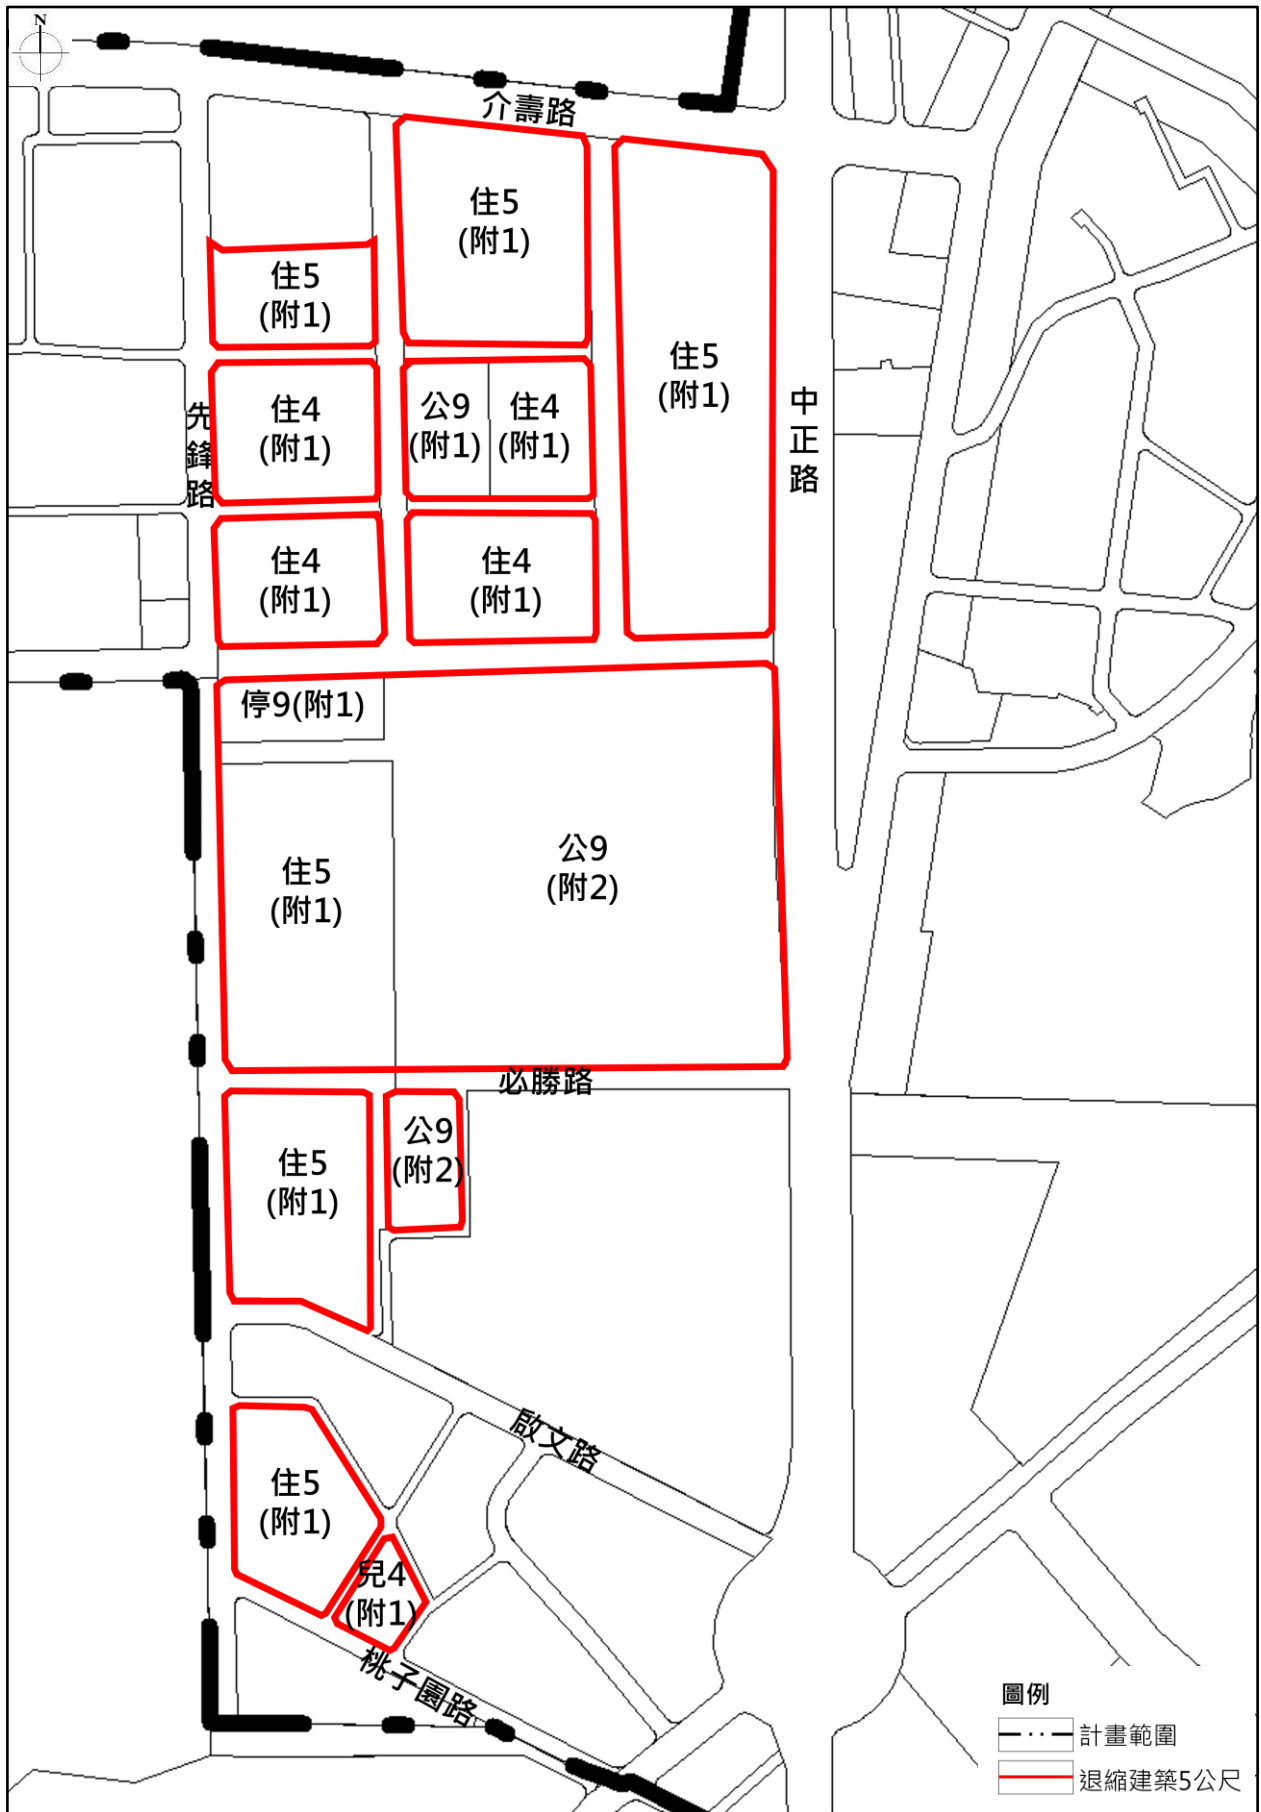 N
介壽路
住5
(附1)
住5
(附1)
住5
(附1)
住4
(附1)
公9
(附1)
住4
(附1)
先鋒路
中正路
住4
(附1)
住4
(附1)
停9(附1)
住5
(附1)
公9
(附2)
必勝路
住5
(附1)
公9
(附2)
啟文路
住5
(附1)
兒4
(附1)
桃子園路
圖例
計畫範圍
退縮建築5公尺